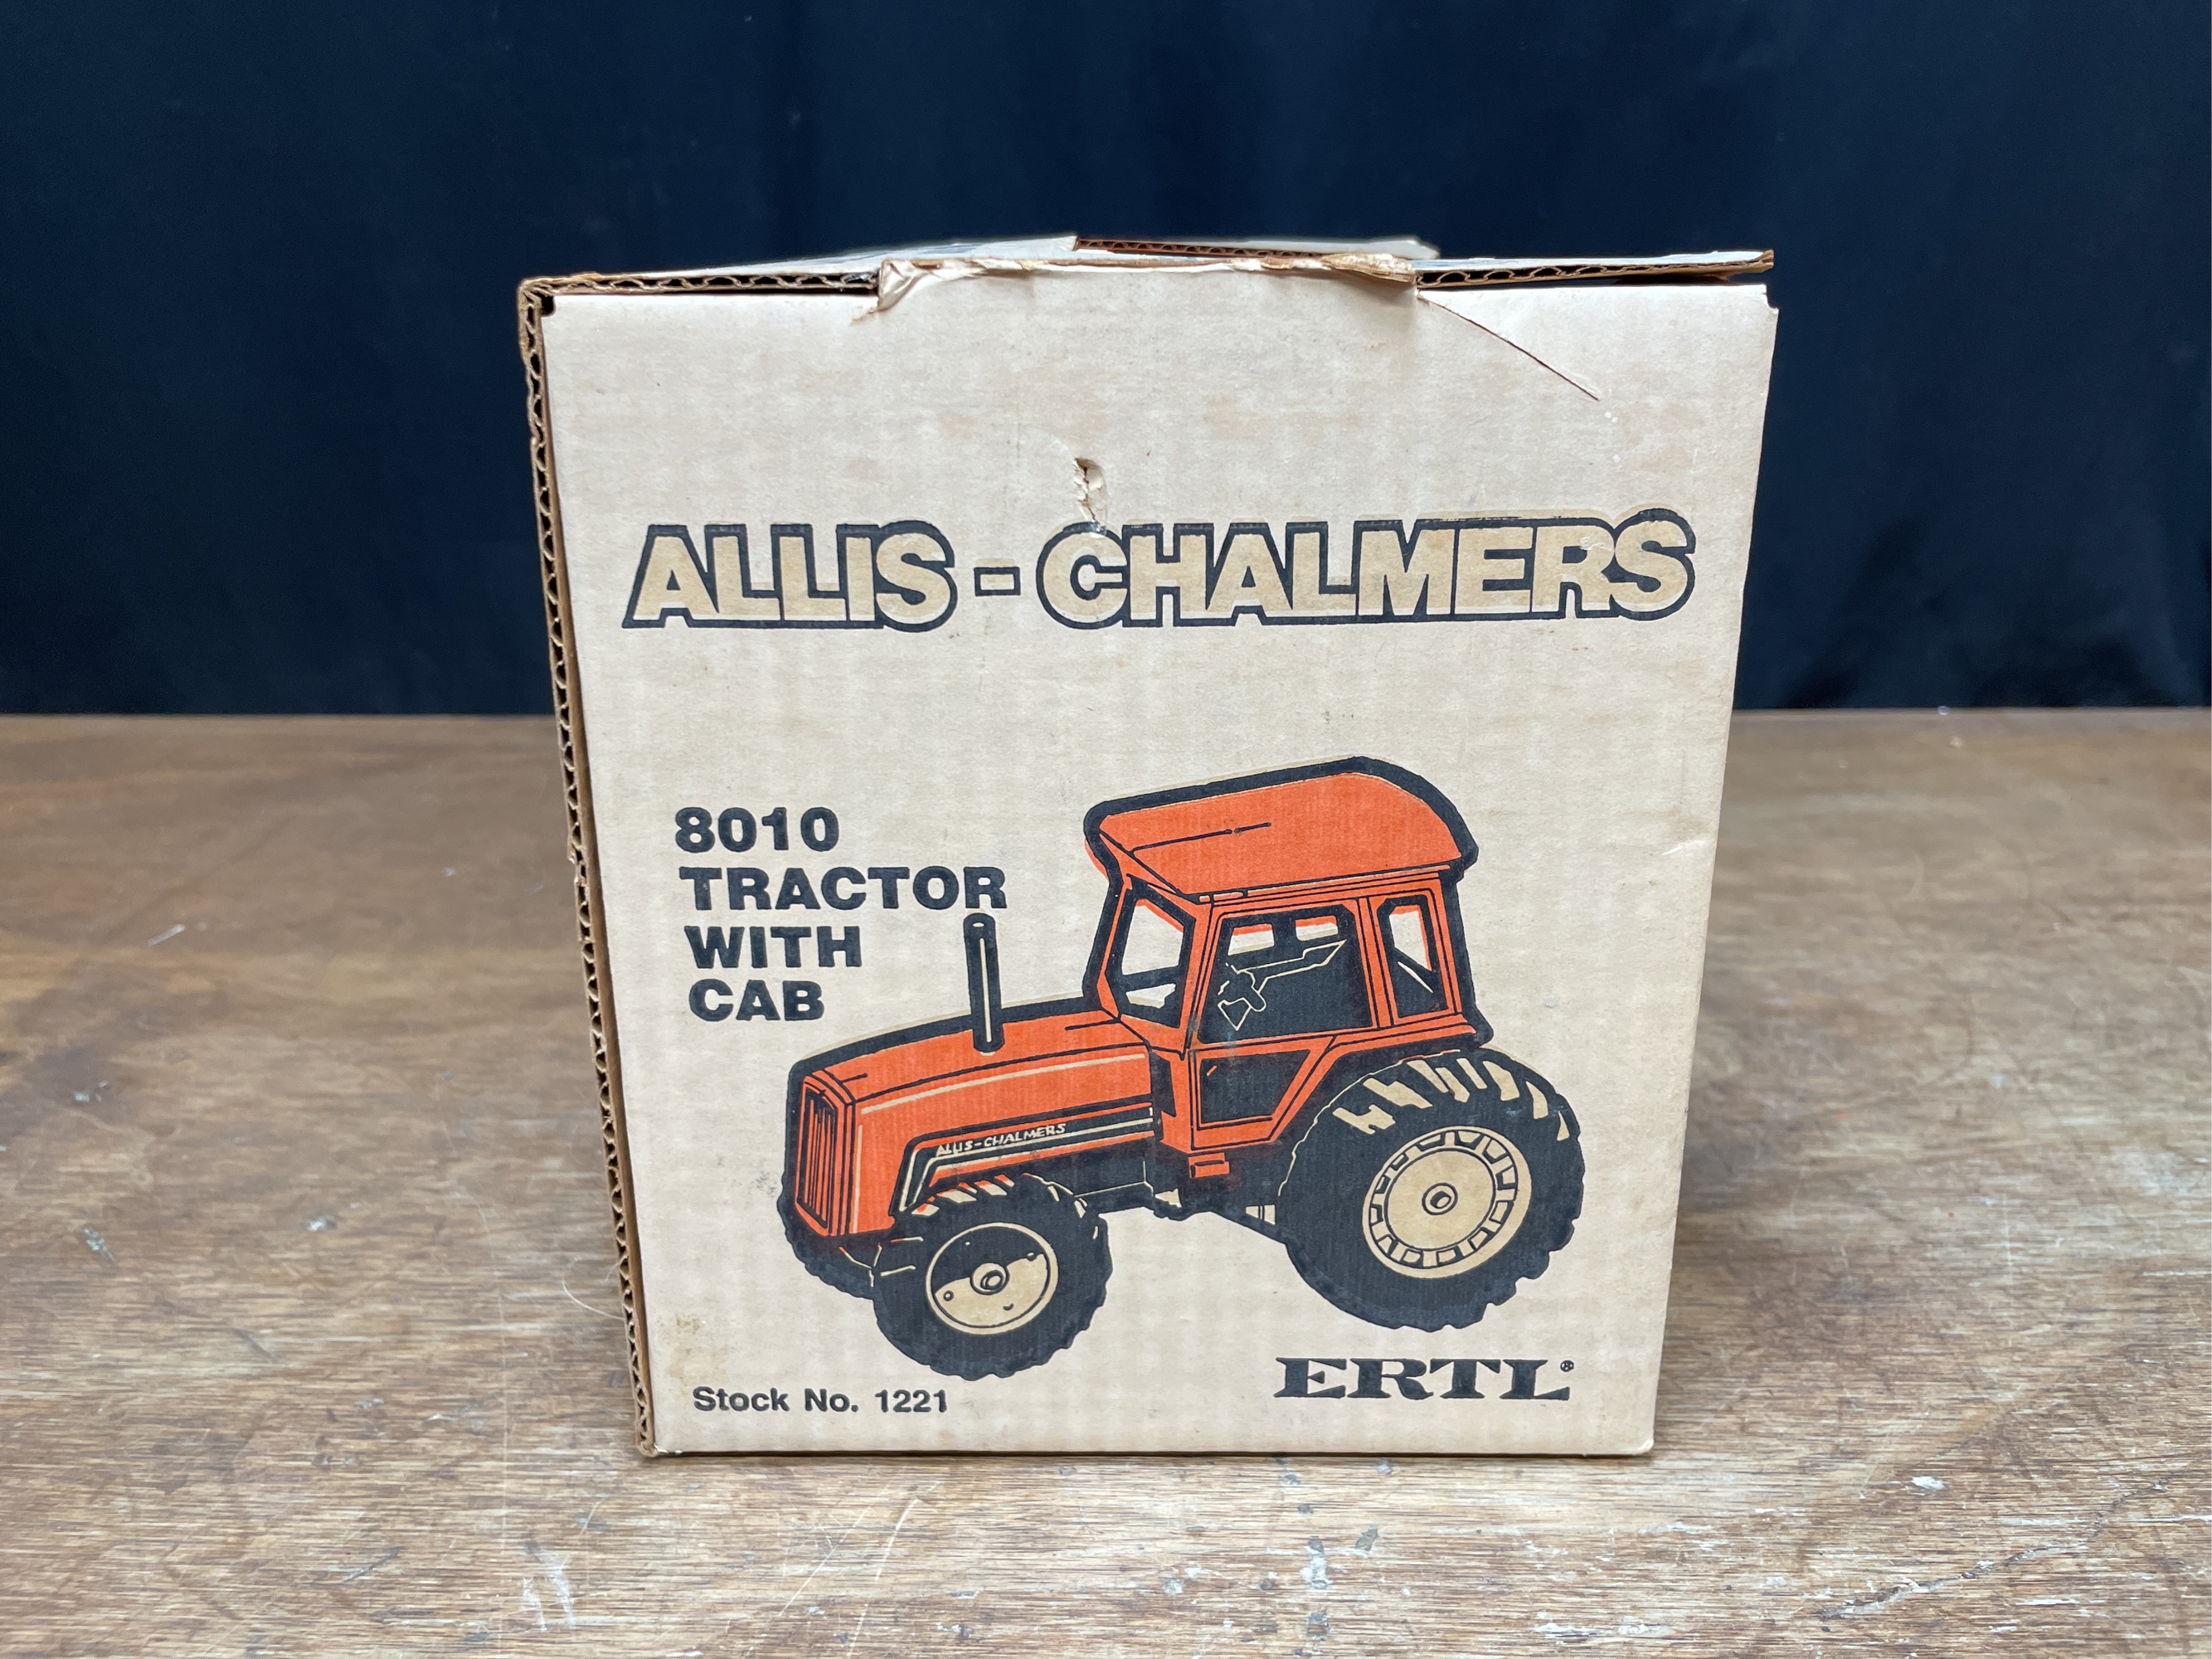 ALLIS - CHALMERS
8010
TRACTOR
WITH
CAB
ALLIS-CHALMERS
Stock No. 1221
ERTL®